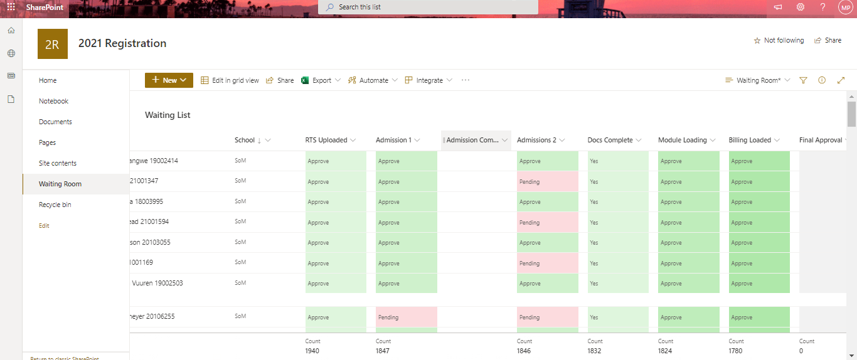 SharePoint
Search this list
MP
2R
2021 Registration
Not following
Share
Home
Notebook
Documents
Pages
Site contents
Waiting Room
Recycle bin
Edit
Return to classic SharePoint
+ New
Edit in grid view
Share
Export
Automate
Integrate
...
Waiting Room*
Waiting List
School RTS Uploaded Admission 1 Admission Com... Admissions 2 Docs Complete Module Loading Billing Loaded Final Approval
angwe 19002414 SoM Approve Approve Approve Yes Approve Approve
21001347 SoM Approve Approve Pending Yes Approve Approve
a 18003995 SoM Approve Approve Approve Yes Approve Approve
ead 21001594 SoM Approve Approve Pending Yes Approve Approve
son 20103055 SoM Approve Approve Approve Yes Approve Approve
1001169 SoM Approve Approve Pending Yes Approve Approve
Vuuren 19002503 SoM Approve Approve Approve Yes Approve Approve
meyer 20106255 SoM Approve Pending Pending Yes Approve Approve
Count Count Count Count Count Count Count
1940 1847 1846 1832 1824 1780 0